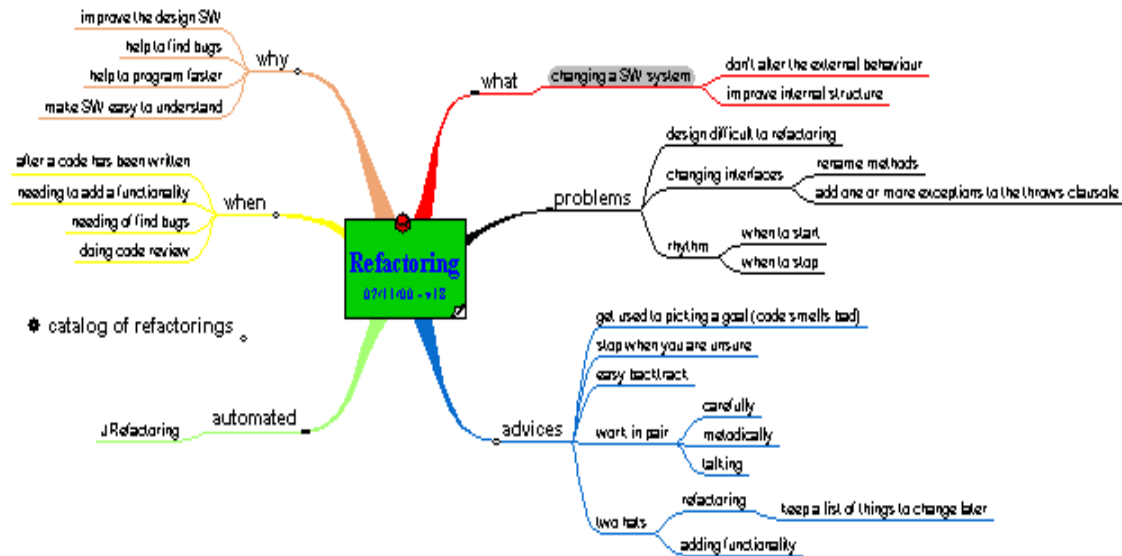 Refactoring
07/11/00 - v18
why
improve the design SW
help to find bugs
help to program faster
make SW easy to understand
when
after a code has been written
needing to add a functionality
needing of find bugs
doing code review
catalog of refactorings
automated
JRefactoring
what
changing a SW system
don't alter the external behaviour
improve internal structure
problems
design difficult to refactoring
changing interfaces
rename methods
add one or more exceptions to the throws clausole
rhythm
when to start
when to stop
advices
get used to picking a goal (code smells bad)
stop when you are unsure
easy backtrack
work in pair
carefully
metodically
talking
two hats
refactoring
keep a list of things to change later
adding functionality